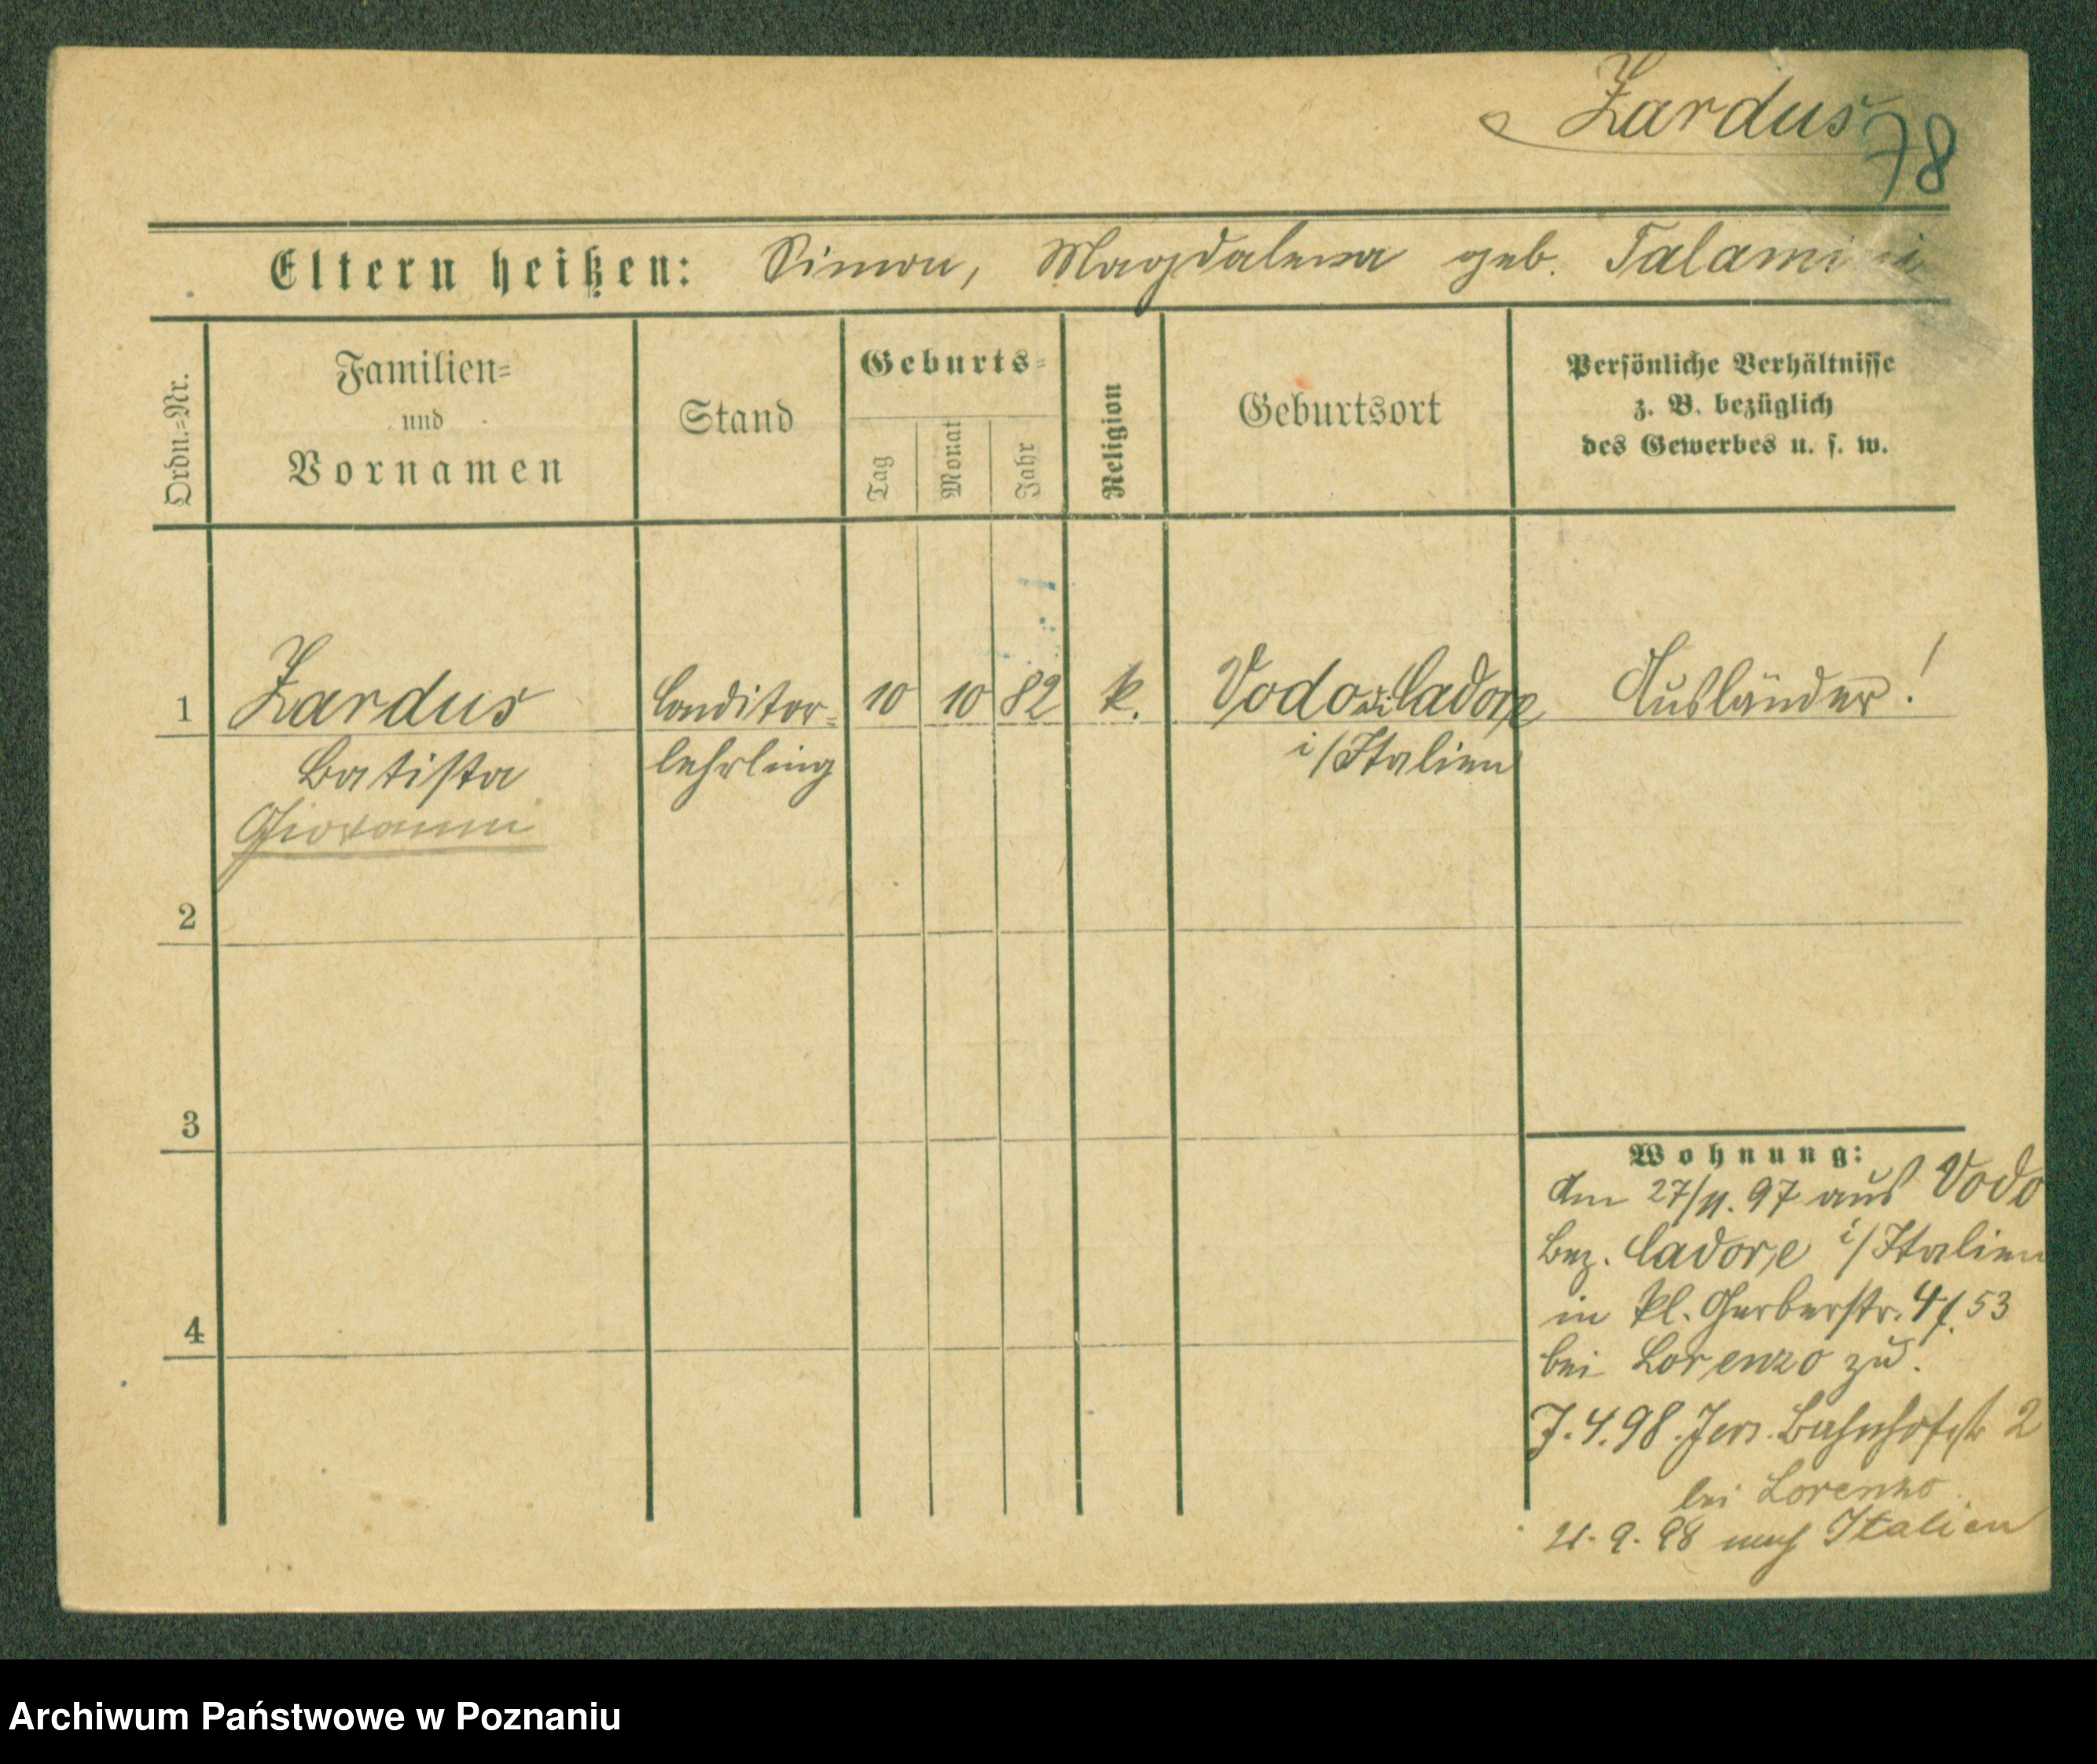 Zardus
78
Eltern heißen: Simon, Magdalena geb. Talamini
Ordn.=Nr.
Familien=
und
Vornamen
Stand
Geburts=
Tag
Monat
Jahr
Religion
Geburtsort
Persönliche Verhältnisse
z. B. bezüglich
des Gewerbes u. s. w.
1
Zardus
Batista
Giovanni
Conditor=
lehrling
10
10
82
k.
Vodo Cadore
i/Italien
Ausländer!
2
3
4
Wohnung:
Am 27/11. 97 aus Vodo
Bez. Cadore i/Italien
in kl. Gerberstr. 4 53
bei Lorenzo zu.
7.4.98. Jers. Bahnhofstr 2
bei Lorenzo.
21.9.98 nach Italien
Archiwum Państwowe w Poznaniu